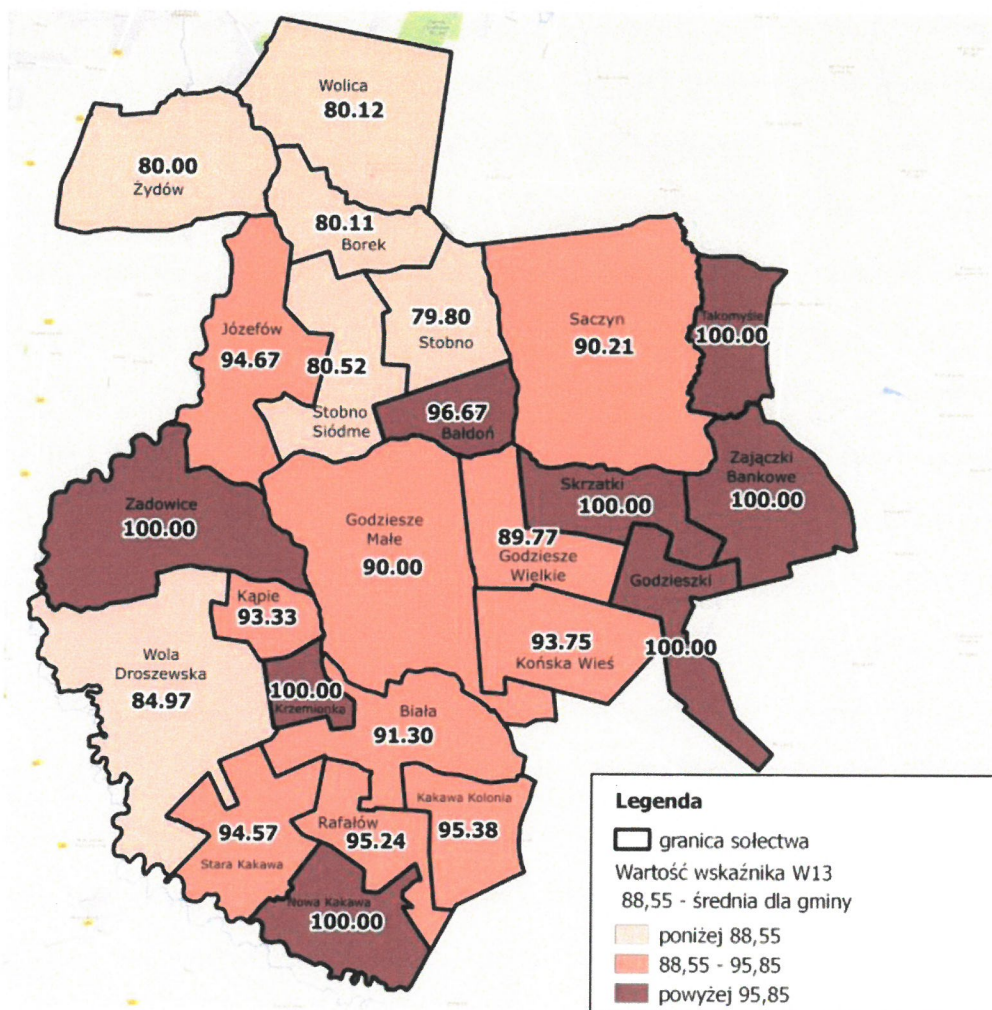 Wolica
80.12
80.00
Żydów
80.11
Borek
79.80
Stobno
Saczyn
90.21
Takomyśle
100.00
Józefów
94.67
80.52
Stobno
Siódme
96.67
Bałdoń
Zajączki
Bankowe
100.00
Skrzatki
100.00
Zadowice
100.00
Godziesze
Małe
90.00
89.77
Godziesze
Wielkie
Godzieszki
100.00
Kąpie
93.33
93.75
Końska Wieś
Wola
Droszewska
84.97
100.00
Krzemionka
Biała
91.30
Kakawa Kolonia
95.38
Rafałów
95.24
94.57
Stara Kakawa
Nowa Kakawa
100.00
Legenda
granica sołectwa
Wartość wskaźnika W13
88,55 - średnia dla gminy
poniżej 88,55
88,55 - 95,85
powyżej 95,85